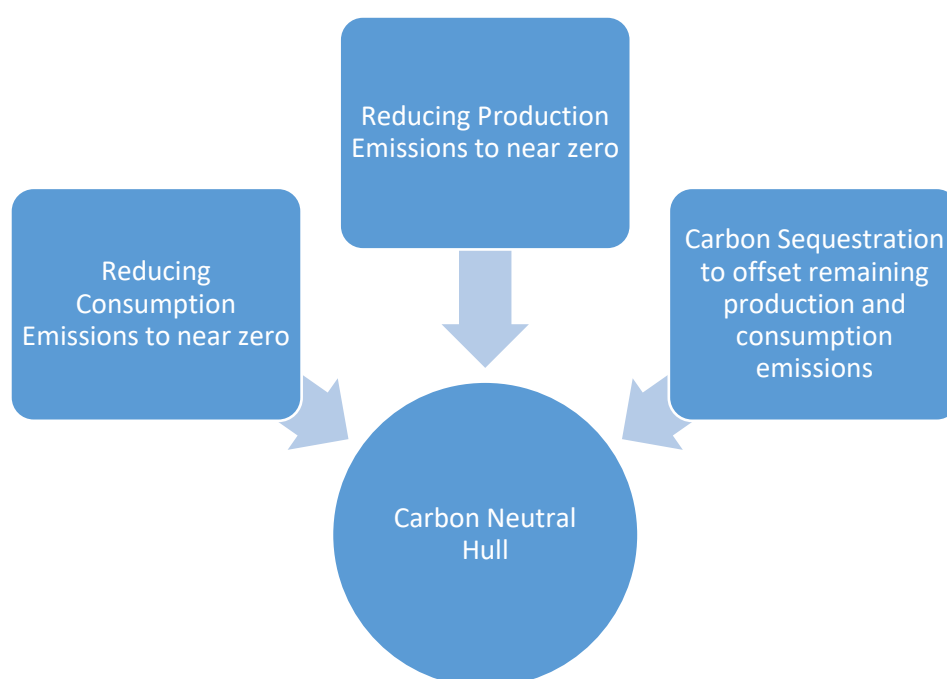 Reducing Production
Emissions to near zero
Reducing
Consumption
Emissions to near zero
Carbon Sequestration
to offset remaining
production and
consumption
emissions
Carbon Neutral
Hull